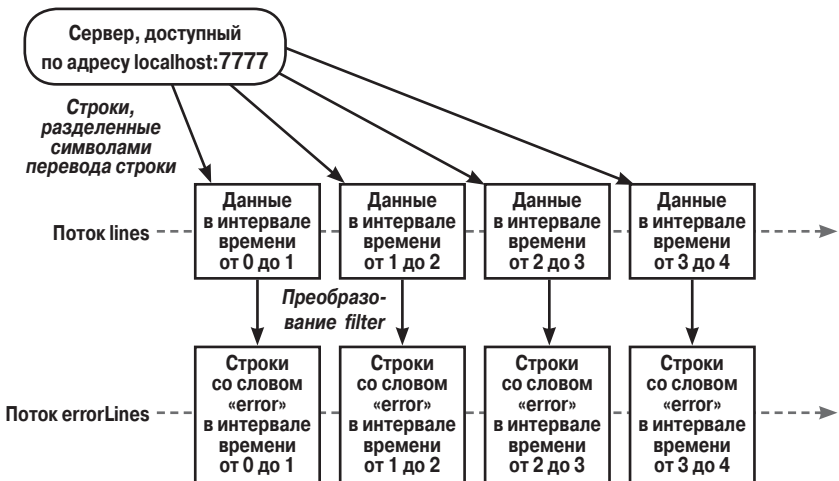 Сервер, доступный
по адресу localhost:7777
Строки,
разделенные
символами
перевода строки
Поток lines
Данные
в интервале
времени
от 0 до 1
Данные
в интервале
времени
от 1 до 2
Данные
в интервале
времени
от 2 до 3
Данные
в интервале
времени
от 3 до 4
Преобразо-
вание filter
Поток errorLines
Строки
со словом
«error»
в интервале
времени
от 0 до 1
Строки
со словом
«error»
в интервале
времени
от 1 до 2
Строки
со словом
«error»
в интервале
времени
от 2 до 3
Строки
со словом
«error»
в интервале
времени
от 3 до 4